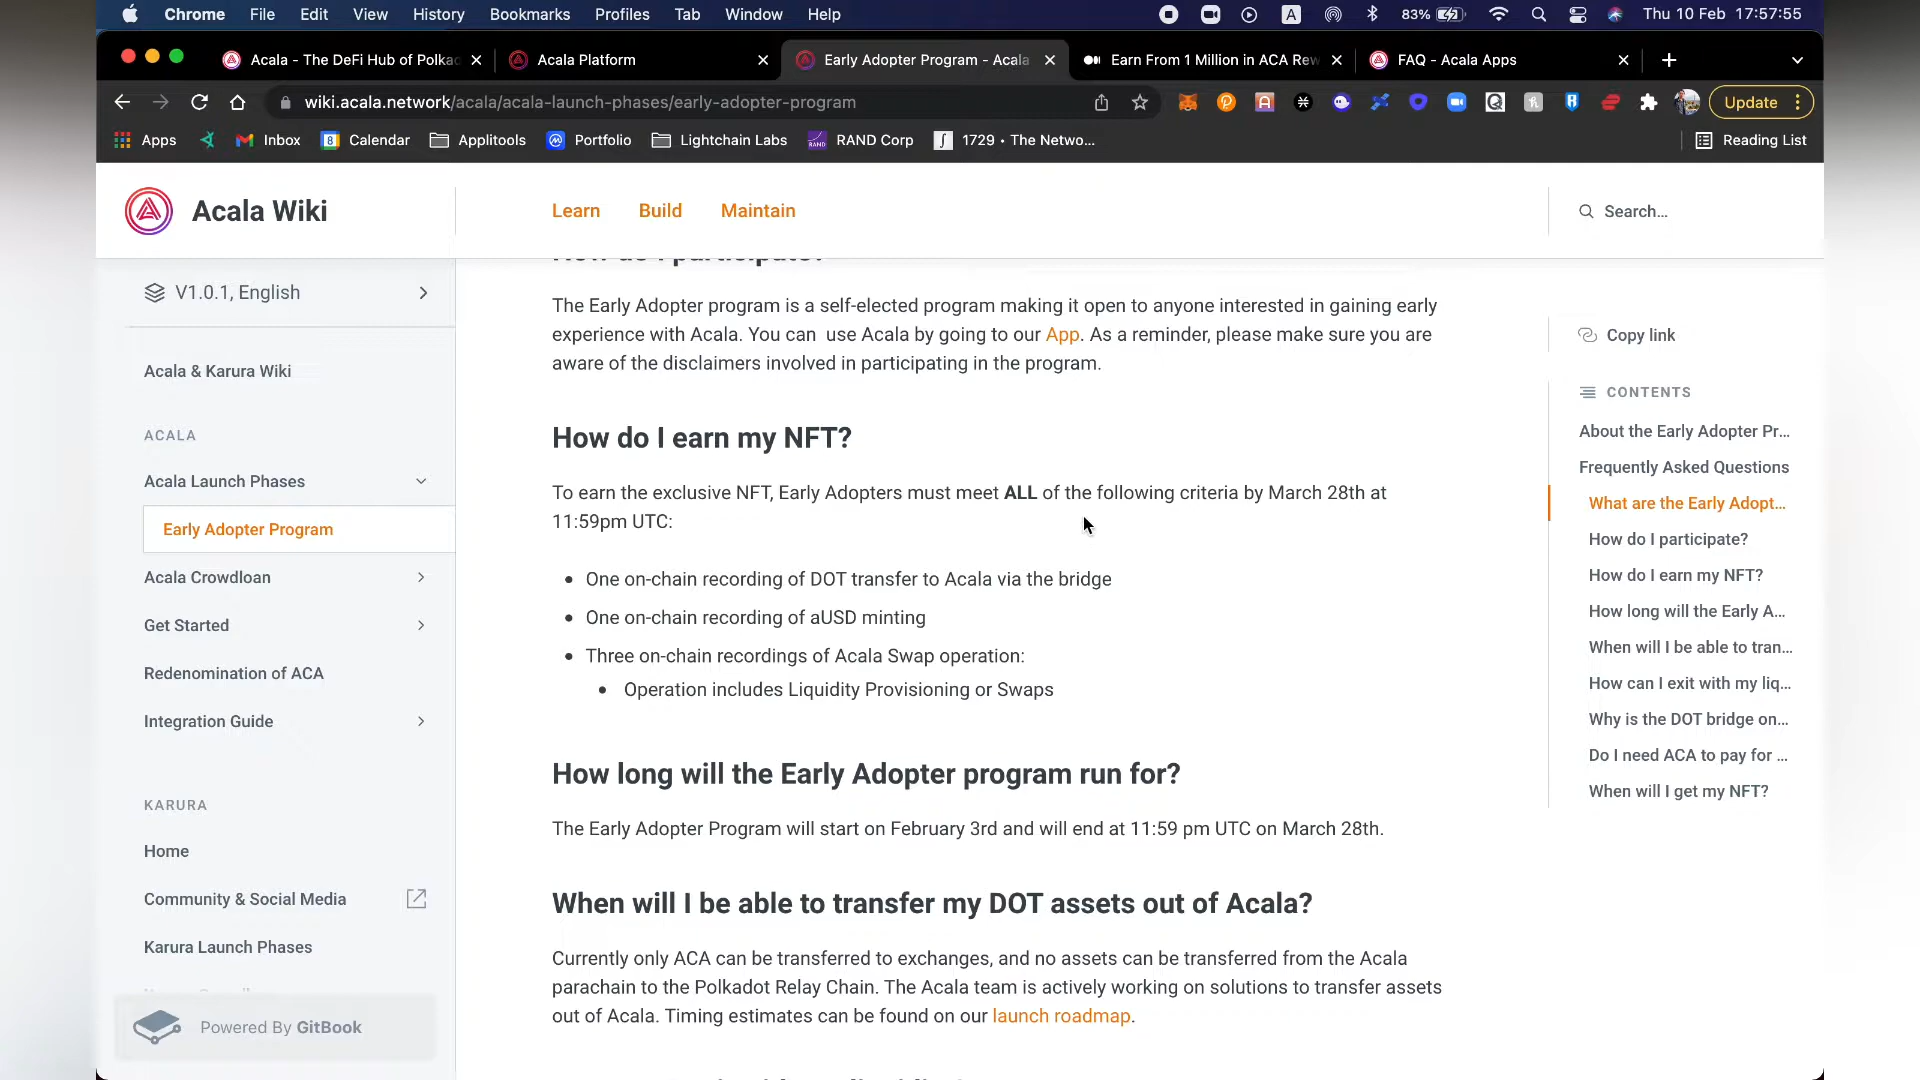 Chrome File Edit View History Bookmarks Profiles Tab Window Help 83% Thu 10 Feb 17:57:55
Acala - The DeFi Hub of Polka Acala Platform Early Adopter Program - Acala Earn From 1 Million in ACA Rew FAQ - Acala Apps
wiki.acala.network/acala/acala-launch-phases/early-adopter-program Update
Apps Inbox Calendar Applitools Portfolio Lightchain Labs RAND Corp 1729 • The Netwo... Reading List
Acala Wiki Learn Build Maintain Search...
V1.0.1, English
Acala & Karura Wiki
ACALA
Acala Launch Phases
Early Adopter Program
Acala Crowdloan
Get Started
Redenomination of ACA
Integration Guide
KARURA
Home
Community & Social Media
Karura Launch Phases
Powered By GitBook
How do I participate?
The Early Adopter program is a self-elected program making it open to anyone interested in gaining early
experience with Acala. You can use Acala by going to our App. As a reminder, please make sure you are
aware of the disclaimers involved in participating in the program.
How do I earn my NFT?
To earn the exclusive NFT, Early Adopters must meet ALL of the following criteria by March 28th at
11:59pm UTC:
• One on-chain recording of DOT transfer to Acala via the bridge
• One on-chain recording of aUSD minting
• Three on-chain recordings of Acala Swap operation:
• Operation includes Liquidity Provisioning or Swaps
How long will the Early Adopter program run for?
The Early Adopter Program will start on February 3rd and will end at 11:59 pm UTC on March 28th.
When will I be able to transfer my DOT assets out of Acala?
Currently only ACA can be transferred to exchanges, and no assets can be transferred from the Acala
parachain to the Polkadot Relay Chain. The Acala team is actively working on solutions to transfer assets
out of Acala. Timing estimates can be found on our launch roadmap.
Copy link
CONTENTS
About the Early Adopter Pr...
Frequently Asked Questions
What are the Early Adopt...
How do I participate?
How do I earn my NFT?
How long will the Early A...
When will I be able to tran...
How can I exit with my liq...
Why is the DOT bridge on...
Do I need ACA to pay for ...
When will I get my NFT?